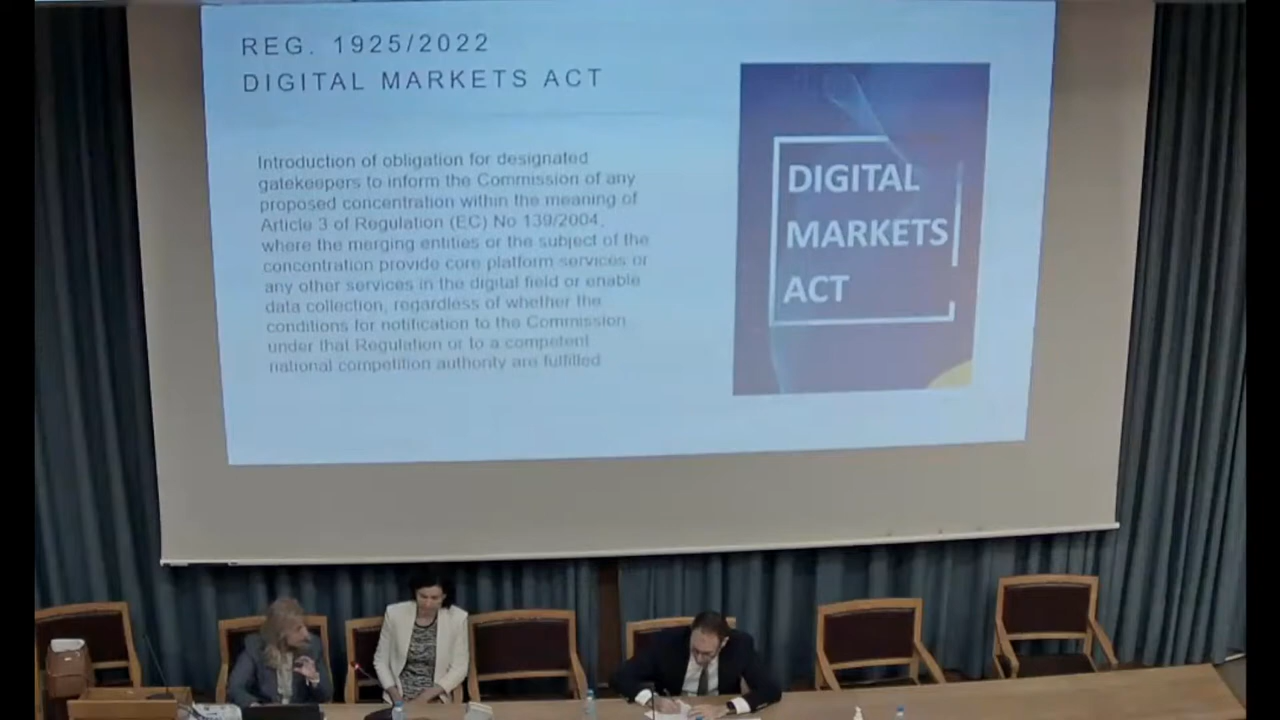 REG. 1925/2022
DIGITAL MARKETS ACT
Introduction of obligation for designated
gatekeepers to inform the Commission of any
proposed concentration within the meaning of
Article 3 of Regulation (EC) No 139/2004,
where the merging entities or the subject of the
concentration provide core platform services or
any other services in the digital field or enable
data collection, regardless of whether the
conditions for notification to the Commission
under that Regulation or to a competent
national competition authority are fulfilled
DIGITAL
MARKETS
ACT